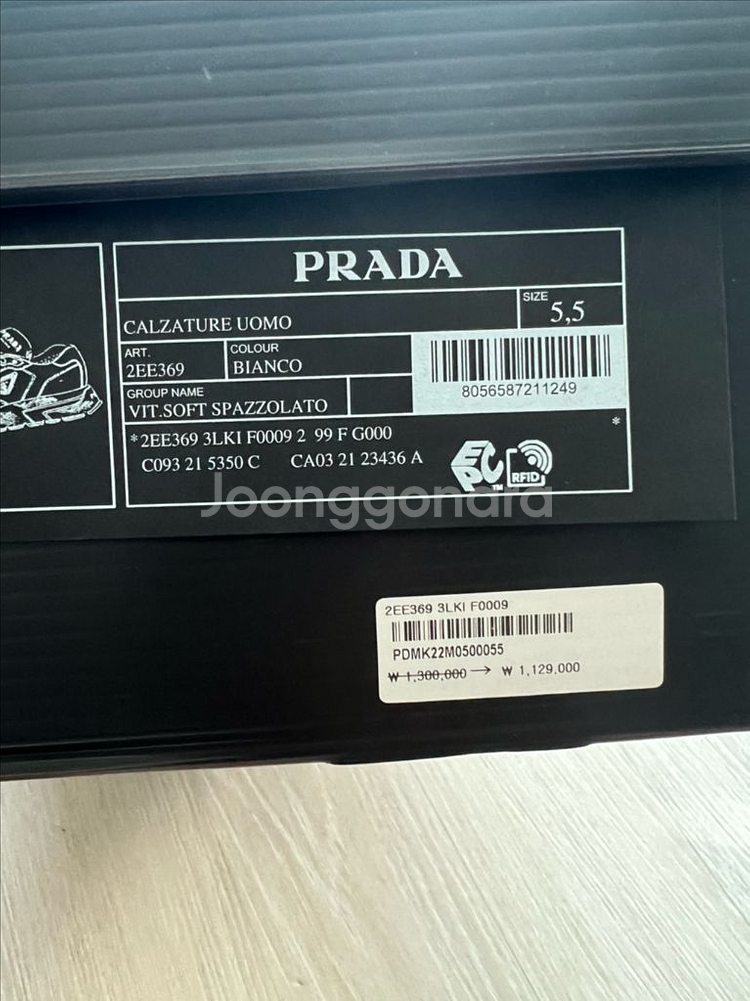 PRADA
SIZE
5,5
CALZATURE UOMO
ART.
2EE369
COLOUR
BIANCO
8056587211249
GROUP NAME
VIT.SOFT SPAZZOLATO
*2EE369 3LKI F0009 2 99 F G000 *
C093 21 5350 C CA03 21 23436 A
EPC™
RFID
Joonggonara
2EE369 3LKI F0009
PDMK22M0500055
₩ 1,300,000 → ₩ 1,129,000